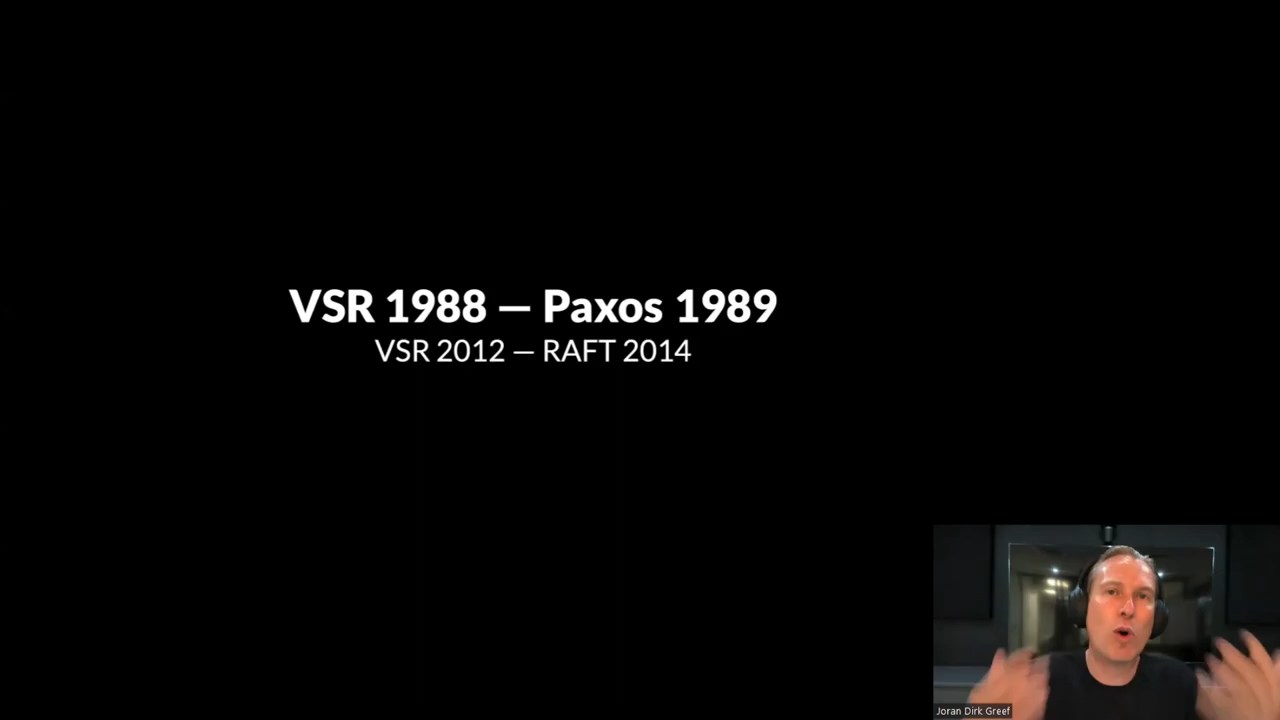 VSR 1988 — Paxos 1989
VSR 2012 — RAFT 2014
Joran Dirk Greef